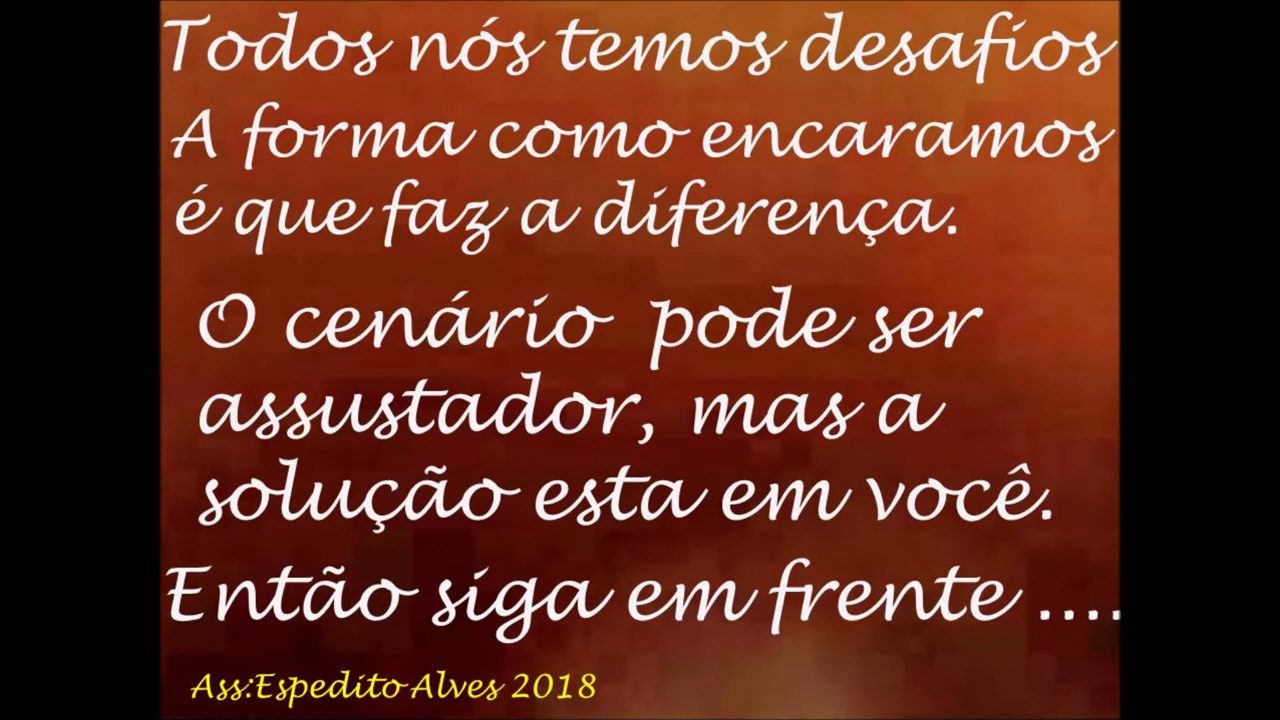 Todos nós temos desafios
A forma como encaramos
é que faz a diferença.
O cenário pode ser
assustador, mas a
solução esta em você.
Então siga em frente ....
Ass:Espedito Alves 2018